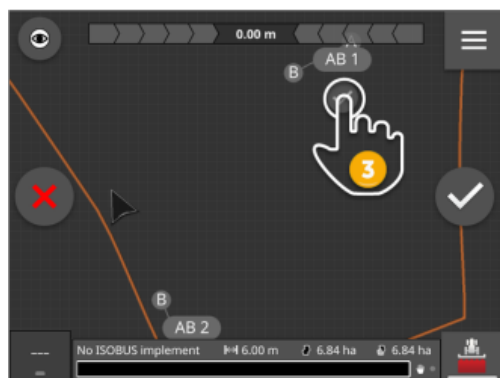 0.00 m
A
AB 1
B
3
B
AB 2
---
No ISOBUS implement 6.00 m 6.84 ha 6.84 ha